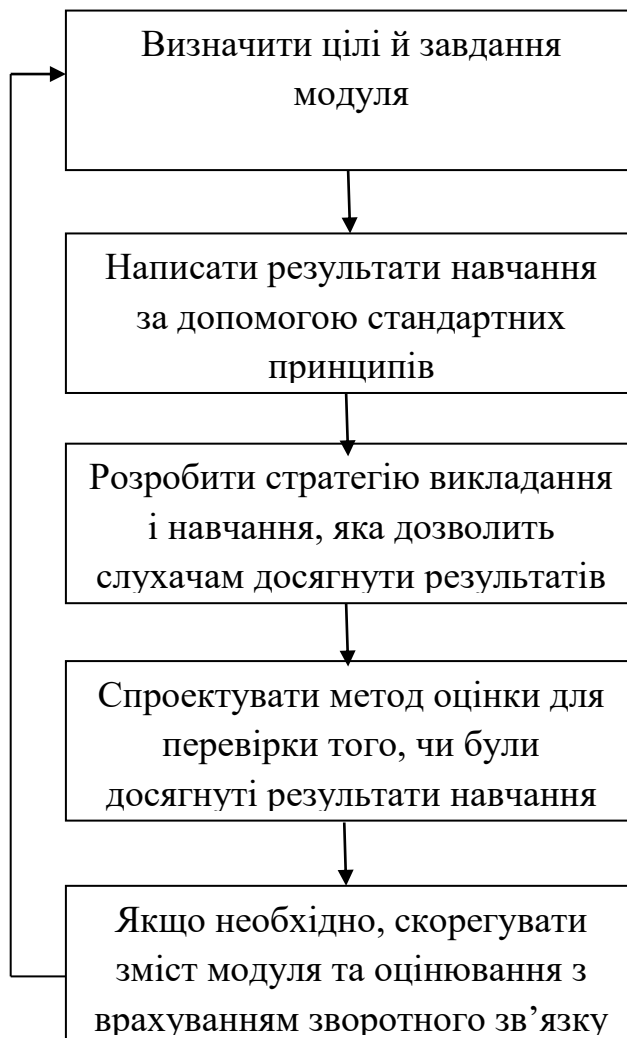 Визначити цілі й завдання
модуля
Написати результати навчання
за допомогою стандартних
принципів
Розробити стратегію викладання
і навчання, яка дозволить
слухачам досягнути результатів
Спроектувати метод оцінки для
перевірки того, чи були
досягнуті результати навчання
Якщо необхідно, скорегувати
зміст модуля та оцінювання з
врахуванням зворотного зв’язку